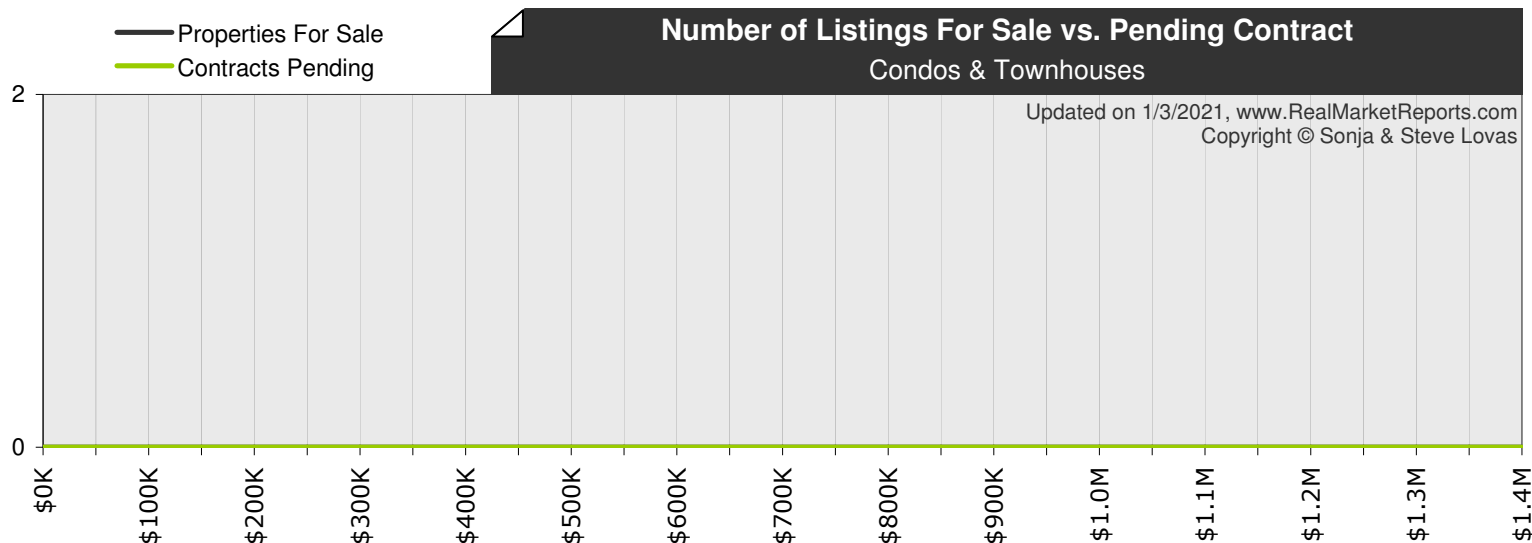 Properties For Sale
Contracts Pending
Number of Listings For Sale vs. Pending Contract
Condos & Townhouses
Updated on 1/3/2021, www.RealMarketReports.com
Copyright © Sonja & Steve Lovas
2
0
$0K
$100K
$200K
$300K
$400K
$500K
$600K
$700K
$800K
$900K
$1.0M
$1.1M
$1.2M
$1.3M
$1.4M